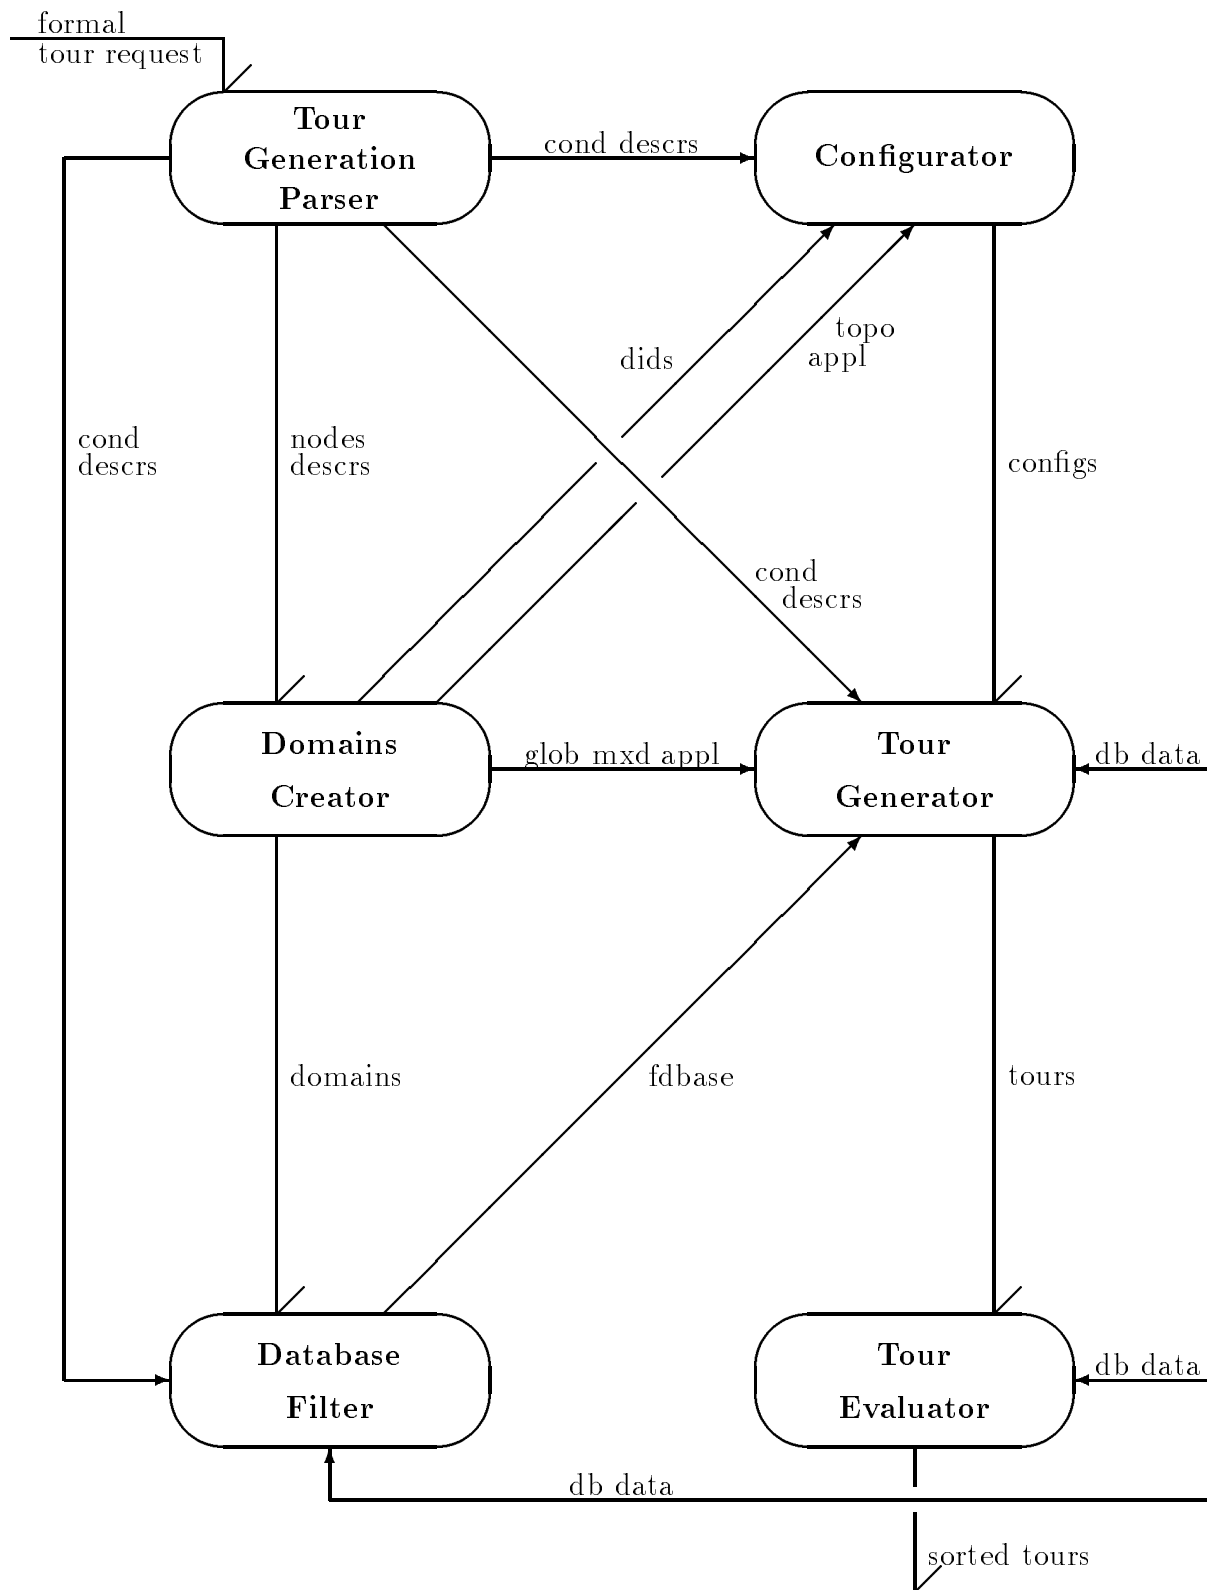 formal
tour request
Tour
Generation
Parser
cond descrs
Configurator
dids
topo
appl
cond
descrs
nodes
descrs
configs
cond
descrs
Domains
Creator
glob mxd appl
Tour
Generator
db data
domains
fdbase
tours
Database
Filter
Tour
Evaluator
db data
db data
sorted tours